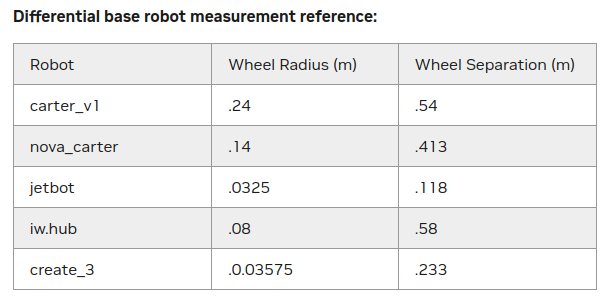 Differential base robot measurement reference:
Robot Wheel Radius (m) Wheel Separation (m)
carter_v1 .24 .54
nova_carter .14 .413
jetbot .0325 .118
iw.hub .08 .58
create_3 .0.03575 .233